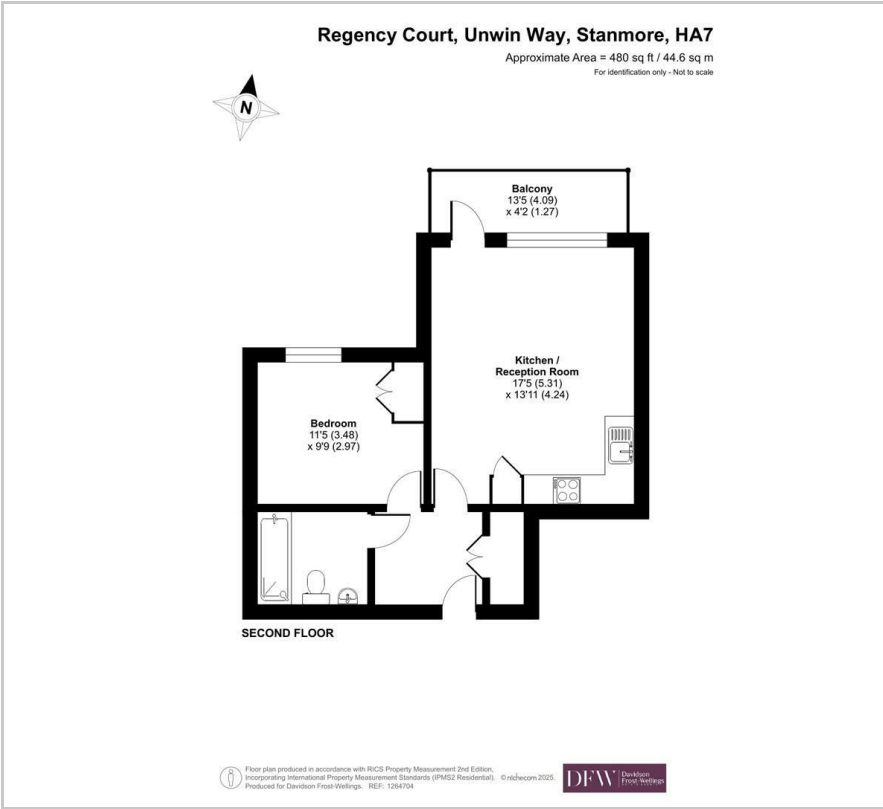 Regency Court, Unwin Way, Stanmore, HA7
Approximate Area = 480 sq ft / 44.6 sq m
For identification only - Not to scale
N
Balcony
13'5 (4.09)
x 4'2 (1.27)
Kitchen /
Reception Room
17'5 (5.31)
x 13'11 (4.24)
Bedroom
11'5 (3.48)
x 9'9 (2.97)
SECOND FLOOR
Floor plan produced in accordance with RICS Property Measurement 2nd Edition,
Incorporating International Property Measurement Standards (IPMS2 Residential). © nichecom 2025.
Produced for Davidson Frost-Wellings. REF: 1264704
DFW Davidson
Frost-Wellings